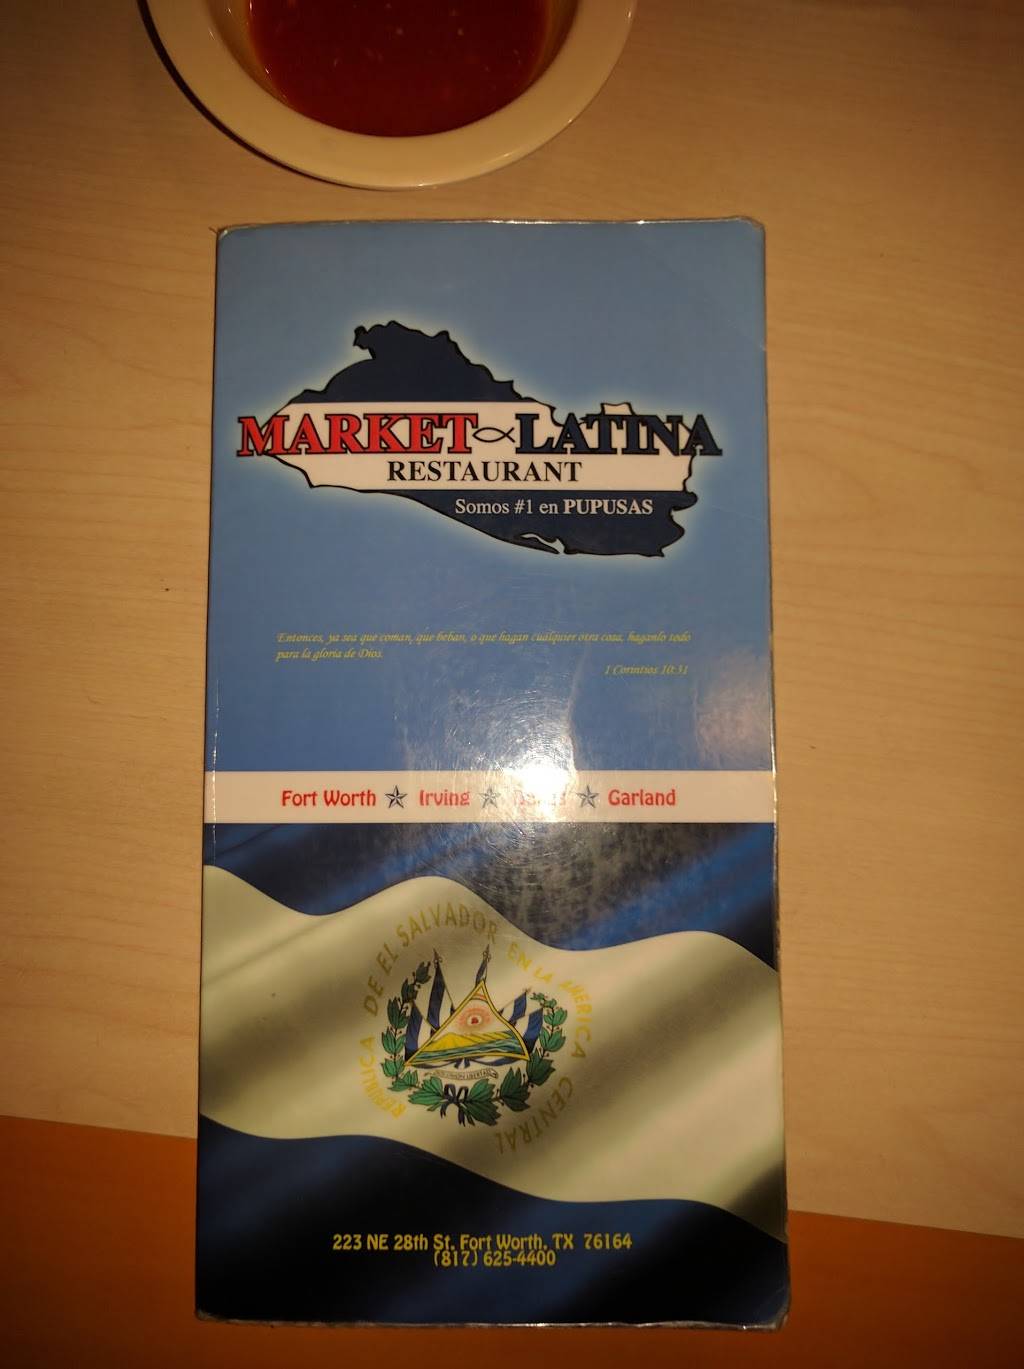 MARKET LATINA
RESTAURANT
Somos #1 en PUPUSAS
Entonces, ya sea que coman, que beban, o que hagan cualquier otra cosa, haganlo todo
para la gloria de Dios.
1 Corintios 10:31
Fort Worth Irving Garland
REPUBLICA DE EL SALVADOR EN LA AMERICA CENTRAL
223 NE 28th St. Fort Worth, TX 76164
(817) 625-4400